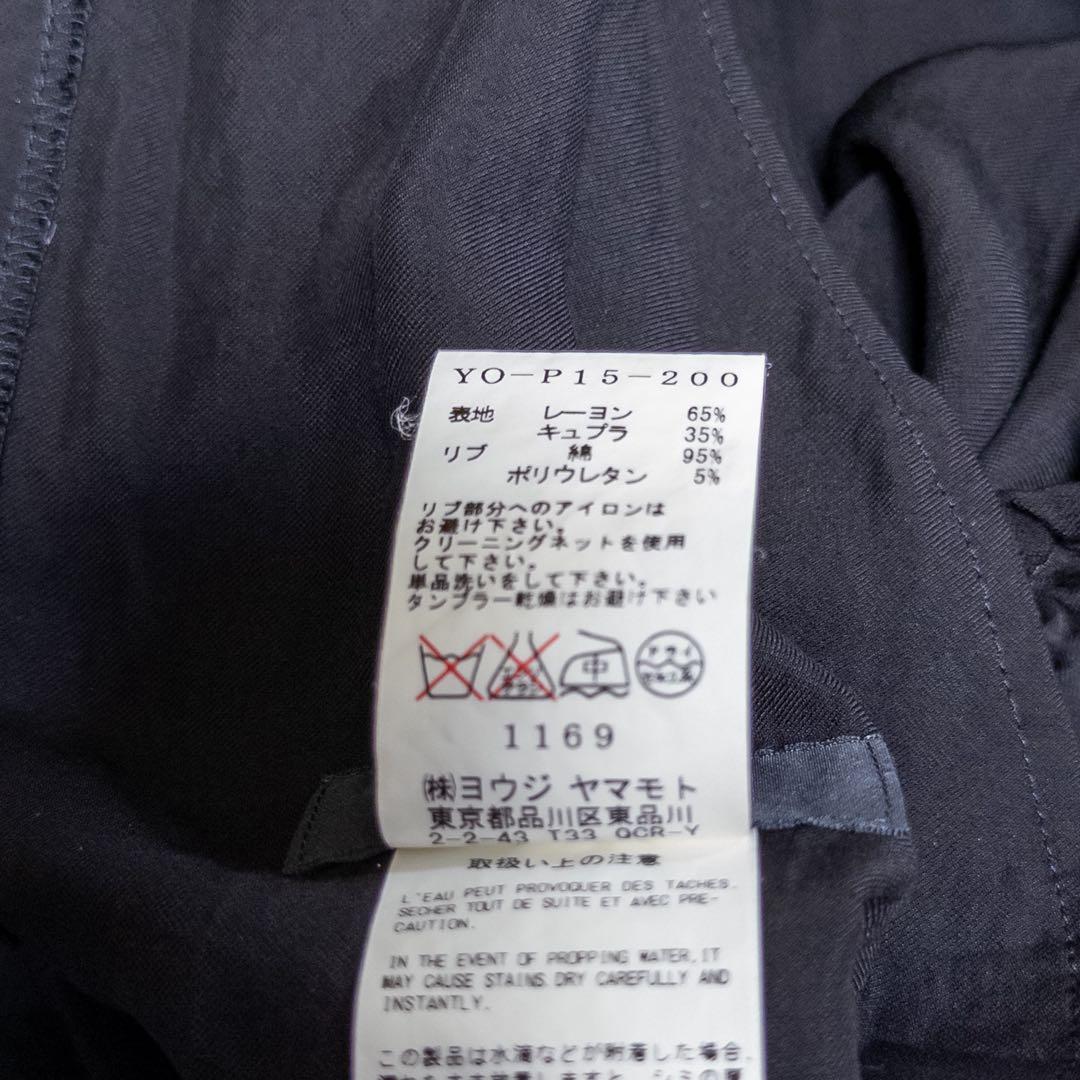 YO-P15-200
表地 レーヨン 65%
キュプラ 35%
リブ 綿 95%
ポリウレタン 5%
リブ部分へのアイロンは
お避け下さい。
クリーニングネットを使用
して下さい。
単品洗いをして下さい。
タンブラー乾燥はお避け下さい
中 ドライ
セキユ系
1169
㈱ヨウジ ヤマモト
東京都品川区東品川
2-2-43 T33 QCR-Y
取扱い上の注意
L'EAU PEUT PROVOQUER DES TACHES.
SECHER TOUT DE SUITE ET AVEC PRE-
CAUTION.
IN THE EVENT OF PROPPING WATER,IT
MAY CAUSE STAINS.DRY CAREFULLY AND
INSTANTLY.
この製品は水滴などが附着した場合、